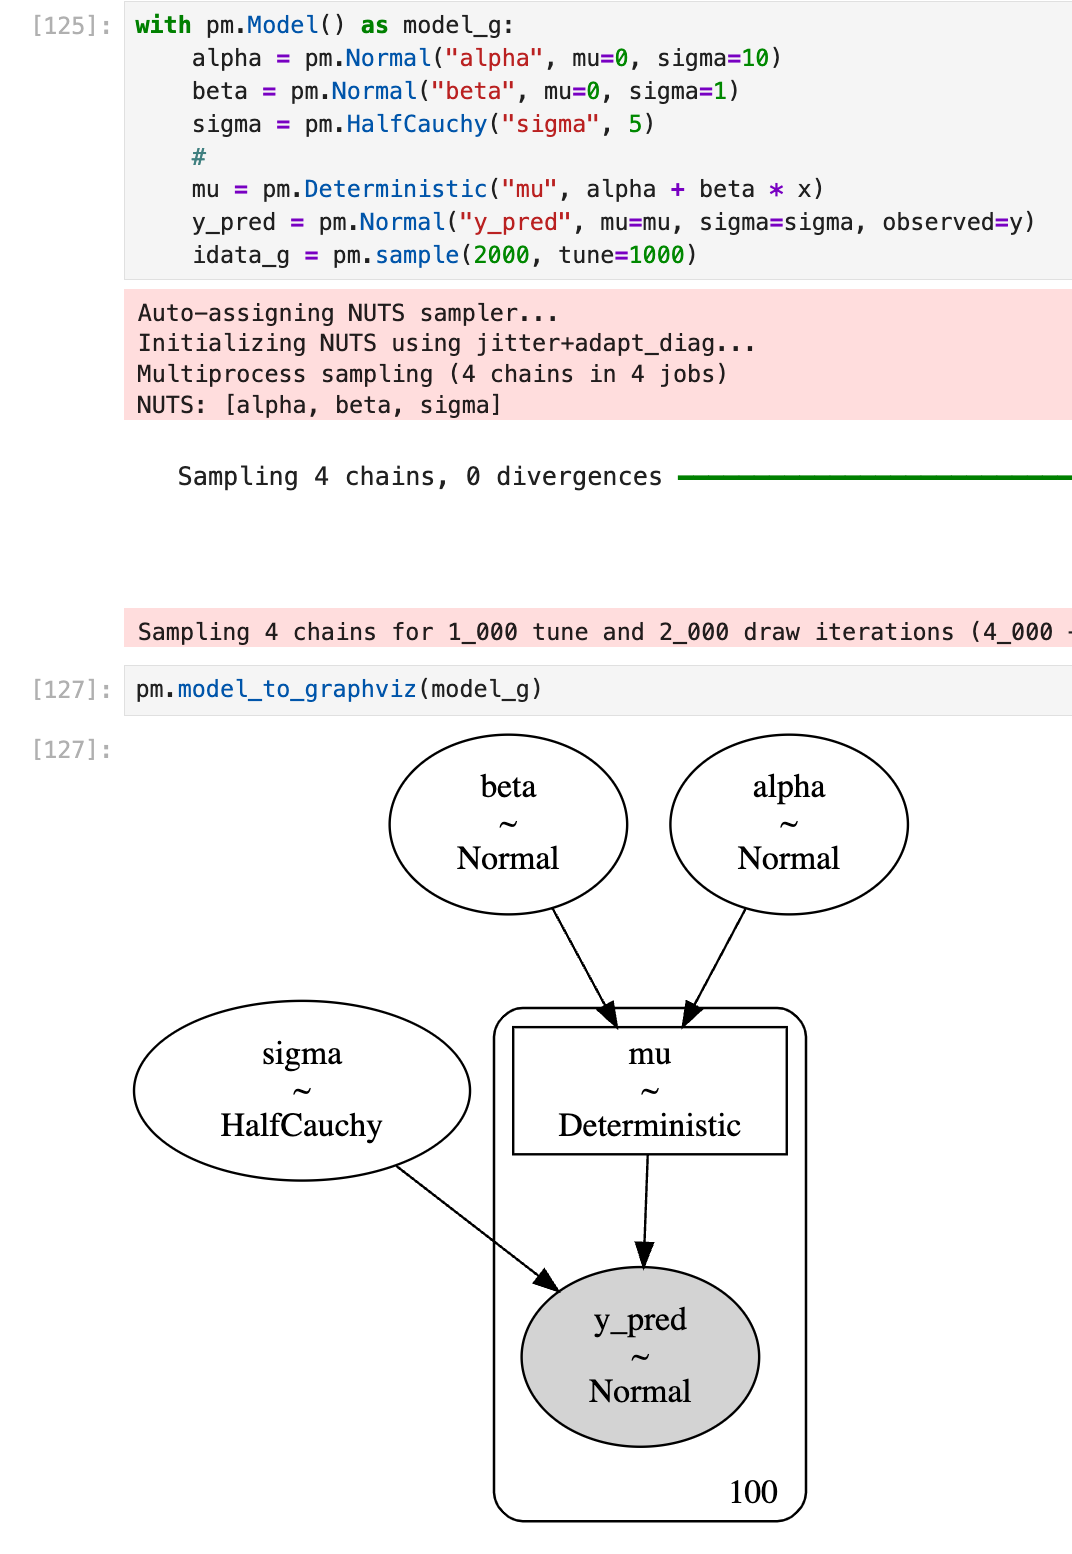 [125]:
with pm.Model() as model_g:
    alpha = pm.Normal("alpha", mu=0, sigma=10)
    beta = pm.Normal("beta", mu=0, sigma=1)
    sigma = pm.HalfCauchy("sigma", 5)
    #
    mu = pm.Deterministic("mu", alpha + beta * x)
    y_pred = pm.Normal("y_pred", mu=mu, sigma=sigma, observed=y)
    idata_g = pm.sample(2000, tune=1000)
Auto-assigning NUTS sampler...
Initializing NUTS using jitter+adapt_diag...
Multiprocess sampling (4 chains in 4 jobs)
NUTS: [alpha, beta, sigma]
Sampling 4 chains, 0 divergences
Sampling 4 chains for 1_000 tune and 2_000 draw iterations (4_000
[127]:
pm.model_to_graphviz(model_g)
[127]:
beta
~
Normal
alpha
~
Normal
sigma
~
HalfCauchy
mu
~
Deterministic
y_pred
~
Normal
100